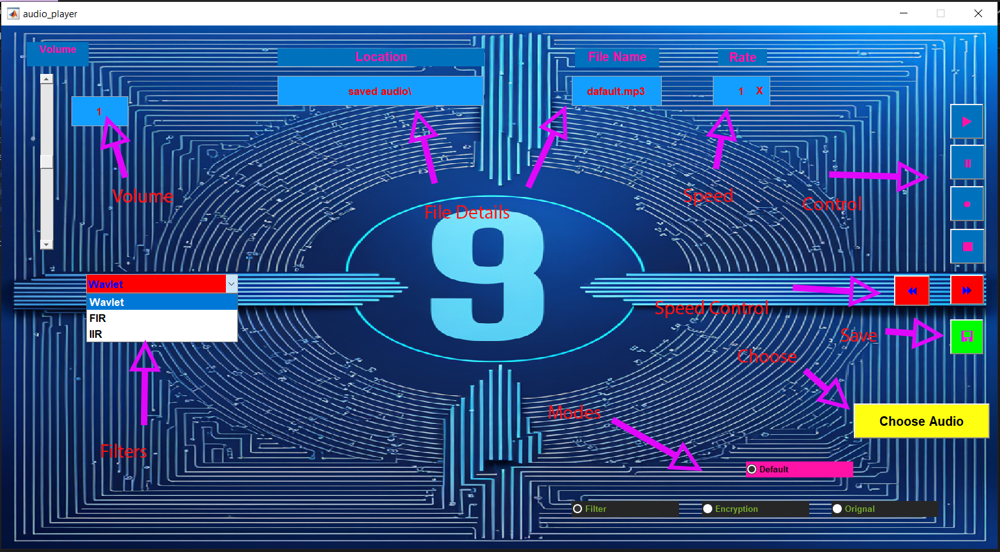 audio_player
Volume
Location
File Name
Rate
saved audio\
dafault.mp3
1 X
1
Volume
File Details
Speed
Control
9
Wavlet
Wavlet
FIR
IIR
Speed Control
Save
Choose
Modes
Choose Audio
Filters
Default
Filter
Encryption
Orignal